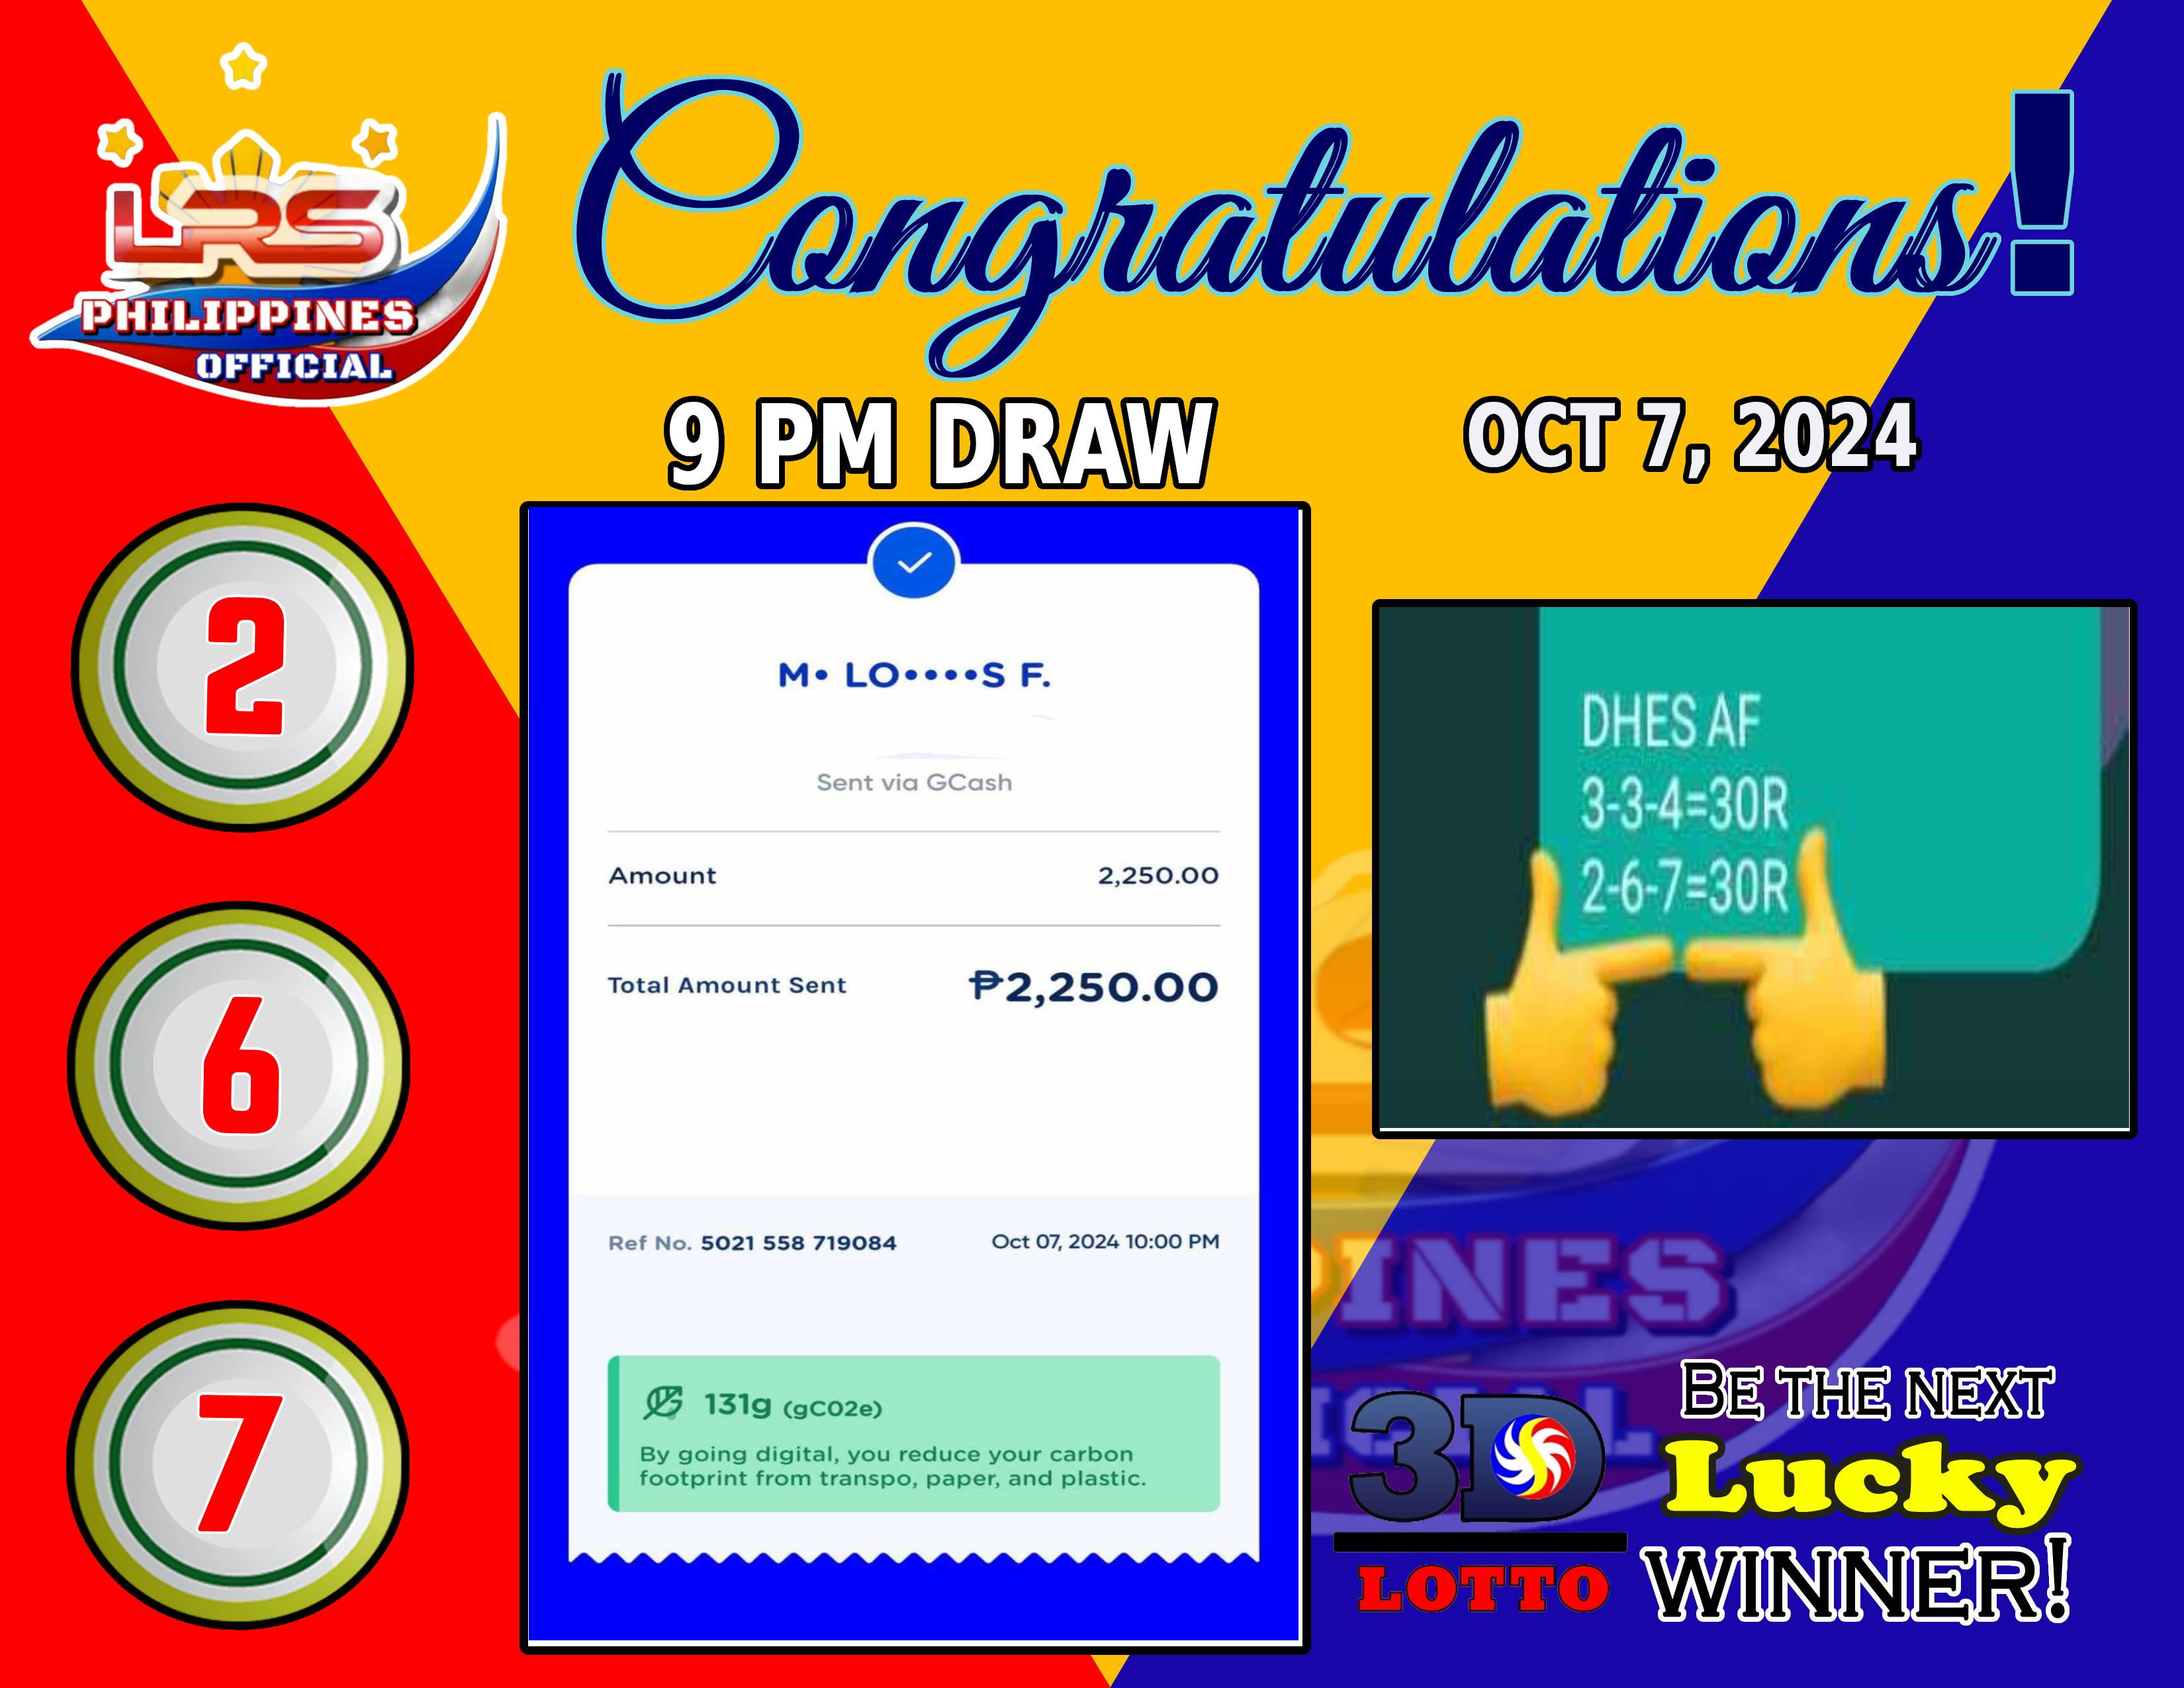 LRS
PHILIPPINES
OFFICIAL
Congratulations!
9 PM DRAW
OCT 7, 2024
2
6
7
M• LO••••S F.
Sent via GCash
Amount 2,250.00
Total Amount Sent ₱2,250.00
Ref No. 5021 558 719084 Oct 07, 2024 10:00 PM
131g (gCO2e)
By going digital, you reduce your carbon
footprint from transpo, paper, and plastic.
DHES AF
3-3-4=30R
2-6-7=30R
PINES
ICIAL
3D
LOTTO
BE THE NEXT
Lucky
WINNER!